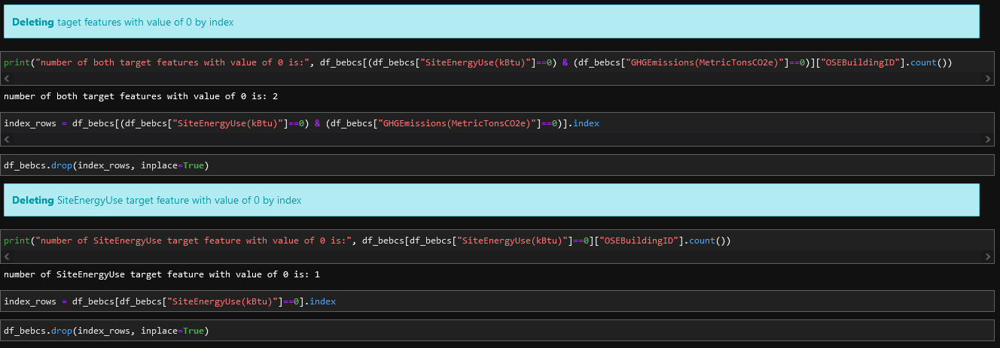 Deleting taget features with value of 0 by index
print("number of both target features with value of 0 is:", df_bebcs[(df_bebcs["SiteEnergyUse(kBtu)"]==0) & (df_bebcs["GHGEmissions(MetricTonsCO2e)"]==0)]["OSEBuildingID"].count())
number of both target features with value of 0 is: 2
index_rows = df_bebcs[(df_bebcs["SiteEnergyUse(kBtu)"]==0) & (df_bebcs["GHGEmissions(MetricTonsCO2e)"]==0)].index
df_bebcs.drop(index_rows, inplace=True)
Deleting SiteEnergyUse target feature with value of 0 by index
print("number of SiteEnergyUse target feature with value of 0 is:", df_bebcs[df_bebcs["SiteEnergyUse(kBtu)"]==0]["OSEBuildingID"].count())
number of SiteEnergyUse target feature with value of 0 is: 1
index_rows = df_bebcs[df_bebcs["SiteEnergyUse(kBtu)"]==0].index
df_bebcs.drop(index_rows, inplace=True)